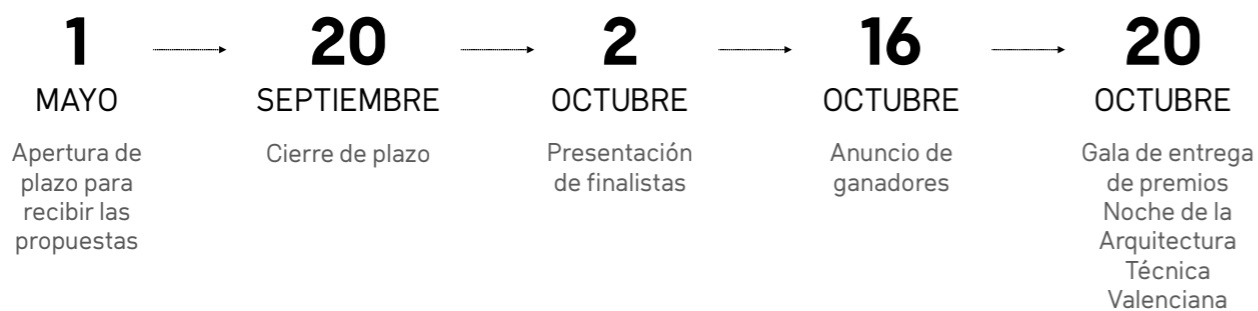 1
MAYO
Apertura de
plazo para
recibir las
propuestas
20
SEPTIEMBRE
Cierre de plazo
2
OCTUBRE
Presentación
de finalistas
16
OCTUBRE
Anuncio de
ganadores
20
OCTUBRE
Gala de entrega
de premios
Noche de la
Arquitectura
Técnica
Valenciana